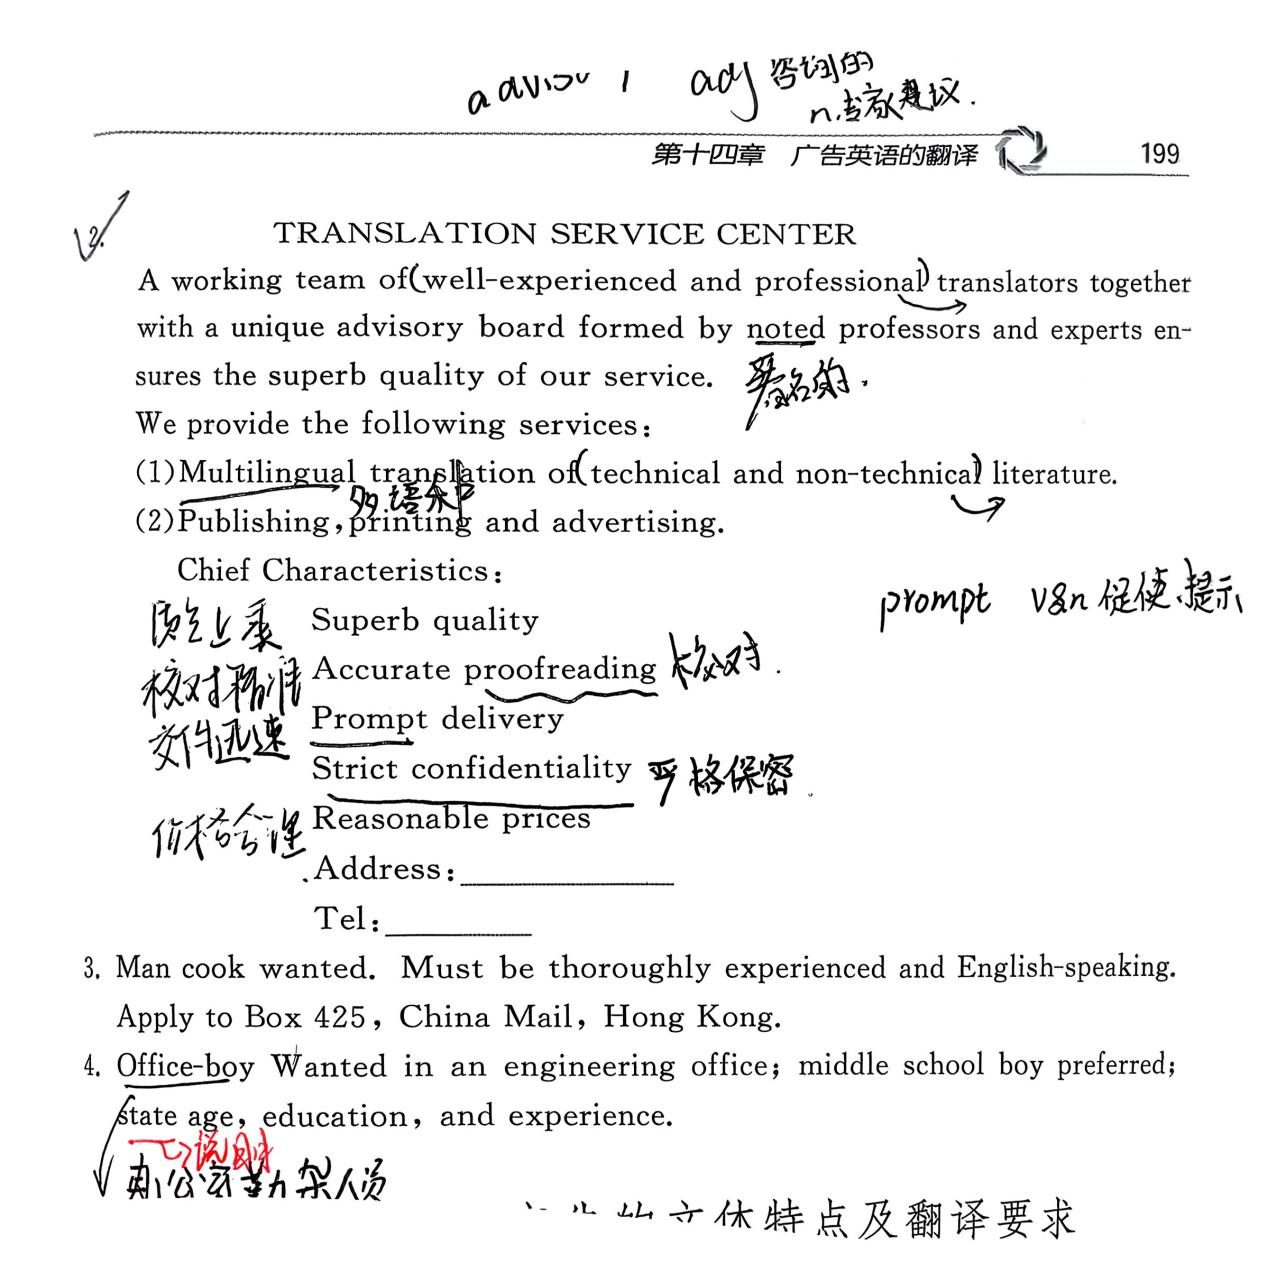 adj 咨询的
n.专家建议.
第十四章 广告英语的翻译 199
2.
TRANSLATION SERVICE CENTER
A working team of(well-experienced and professional) translators together
with a unique advisory board formed by noted professors and experts en-
sures the superb quality of our service.
著名的.
We provide the following services:
(1)Multilingual translation of(technical and non-technical) literature.
多语种
(2)Publishing, printing and advertising.
Chief Characteristics:
prompt v&n 促使、提示
质量上乘 Superb quality
校对精准 Accurate proofreading 校对.
交件迅速 Prompt delivery
Strict confidentiality 严格保密.
价格合理 Reasonable prices
Address:
Tel:
3. Man cook wanted. Must be thoroughly experienced and English-speaking.
Apply to Box 425, China Mail, Hong Kong.
4. Office-boy Wanted in an engineering office; middle school boy preferred;
state age, education, and experience.
说明
办公室勤杂人员
文体特点及翻译要求